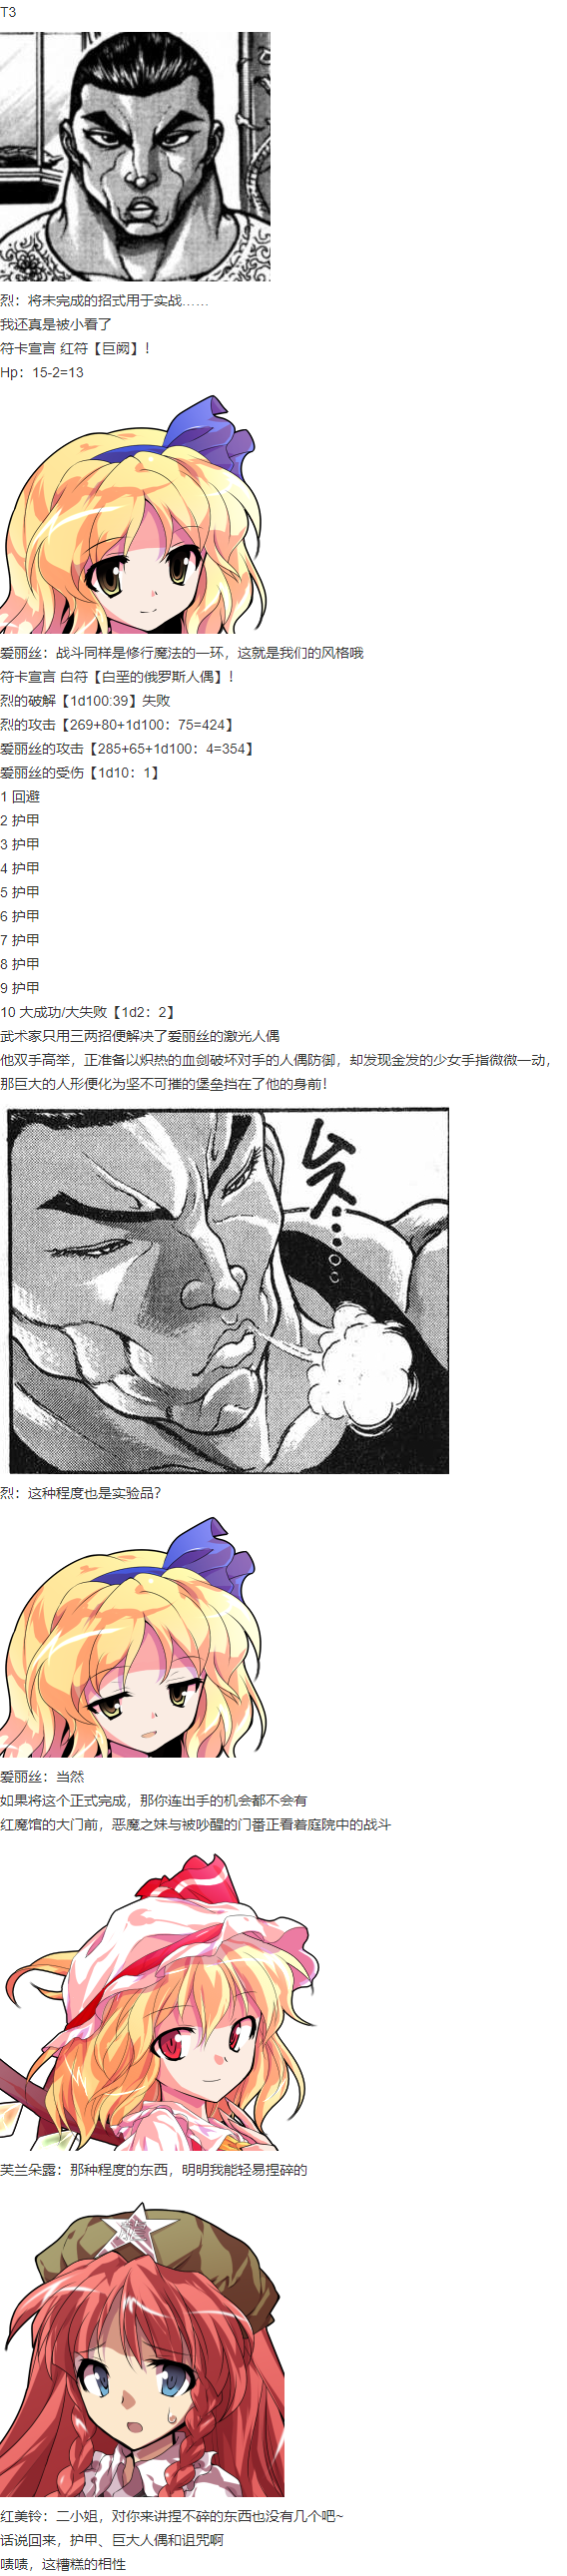 T3
烈：将未完成的招式用于实战……
我还真是被小看了
符卡宣言 红符【巨阙】！
Hp：15-2=13
爱丽丝：战斗同样是修行魔法的一环，这就是我们的风格哦
符卡宣言 白符【白垩的俄罗斯人偶】！
烈的破解【1d100:39】失败
烈的攻击【269+80+1d100：75=424】
爱丽丝的攻击【285+65+1d100：4=354】
爱丽丝的受伤【1d10：1】
1 回避
2 护甲
3 护甲
4 护甲
5 护甲
6 护甲
7 护甲
8 护甲
9 护甲
10 大成功/大失败【1d2：2】
武术家只用三两招便解决了爱丽丝的激光人偶
他双手高举，正准备以炽热的血剑破坏对手的人偶防御，却发现金发的少女手指微微一动，
那巨大的人形便化为坚不可摧的堡垒挡在了他的身前！
ムス…。。
烈：这种程度也是实验品？
爱丽丝：当然
如果将这个正式完成，那你连出手的机会都不会有
红魔馆的大门前，恶魔之妹与被吵醒的门番正看着庭院中的战斗
芙兰朵露：那种程度的东西，明明我能轻易捏碎的
红美铃：二小姐，对你来讲捏不碎的东西也没有几个吧~
话说回来，护甲、巨大人偶和诅咒啊
啧啧，这糟糕的相性